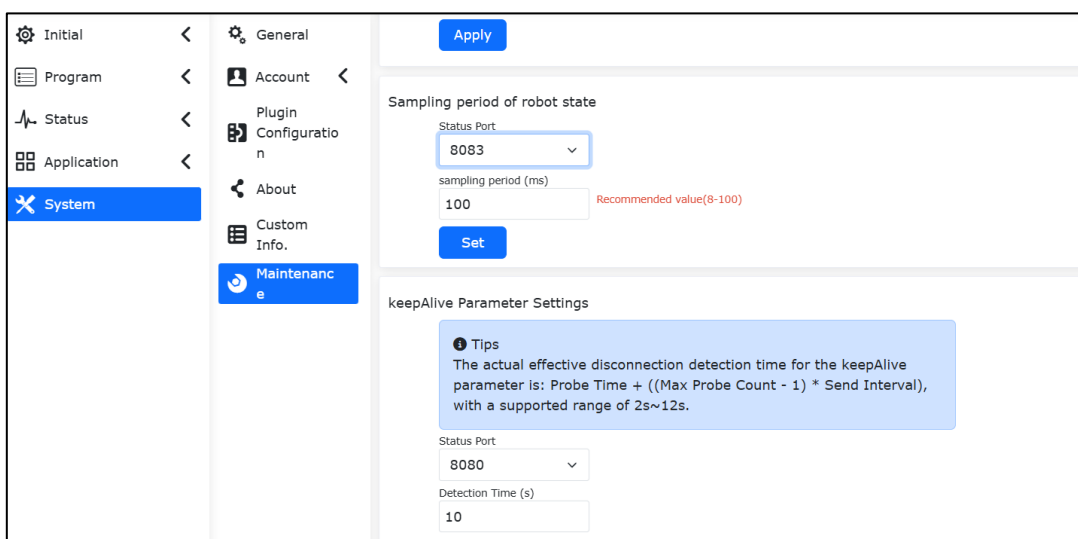 Initial
Program
Status
Application
System
General
Account
Plugin
Configuratio
n
About
Custom
Info.
Maintenanc
e
Apply
Sampling period of robot state
Status Port
8083
sampling period (ms)
100
Recommended value(8-100)
Set
keepAlive Parameter Settings
Tips
The actual effective disconnection detection time for the keepAlive
parameter is: Probe Time + ((Max Probe Count - 1) * Send Interval),
with a supported range of 2s~12s.
Status Port
8080
Detection Time (s)
10